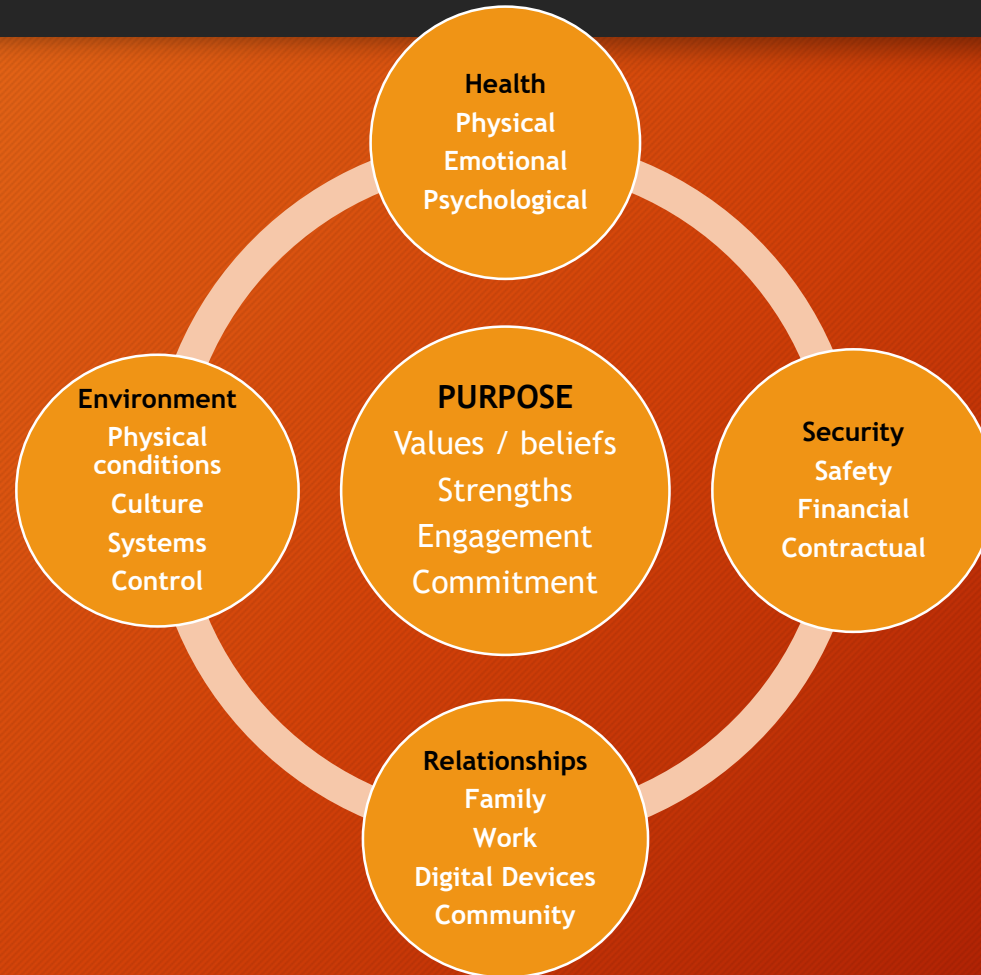 Health
Physical
Emotional
Psychological
Environment
Physical
conditions
Culture
Systems
Control
PURPOSE
Values / beliefs
Strengths
Engagement
Commitment
Security
Safety
Financial
Contractual
Relationships
Family
Work
Digital Devices
Community